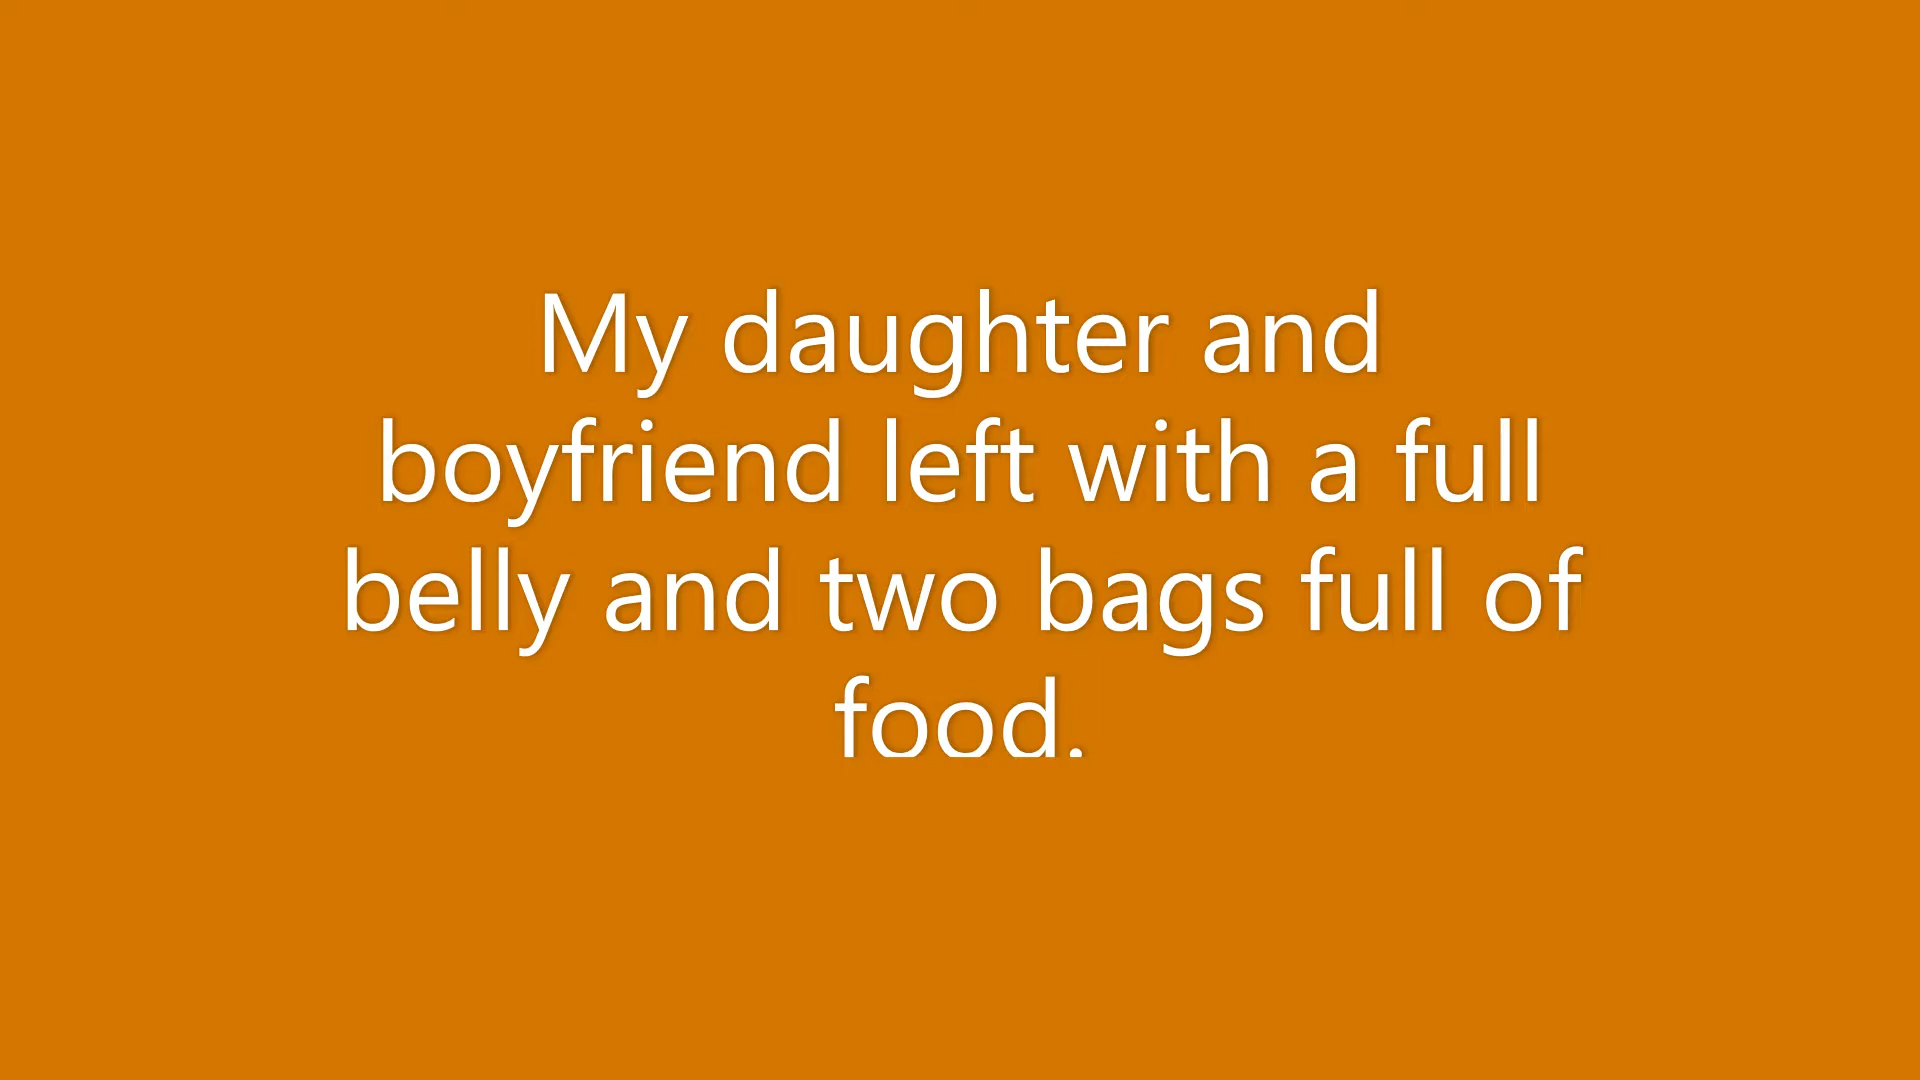 My daughter and
boyfriend left with a full
belly and two bags full of
food.